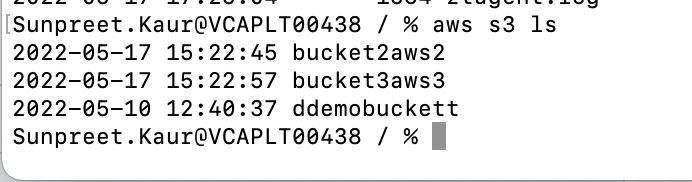 Sunpreet.Kaur@VCAPLT00438 / % aws s3 ls
2022-05-17 15:22:45 bucket2aws2
2022-05-17 15:22:57 bucket3aws3
2022-05-10 12:40:37 ddemobuckett
Sunpreet.Kaur@VCAPLT00438 / %